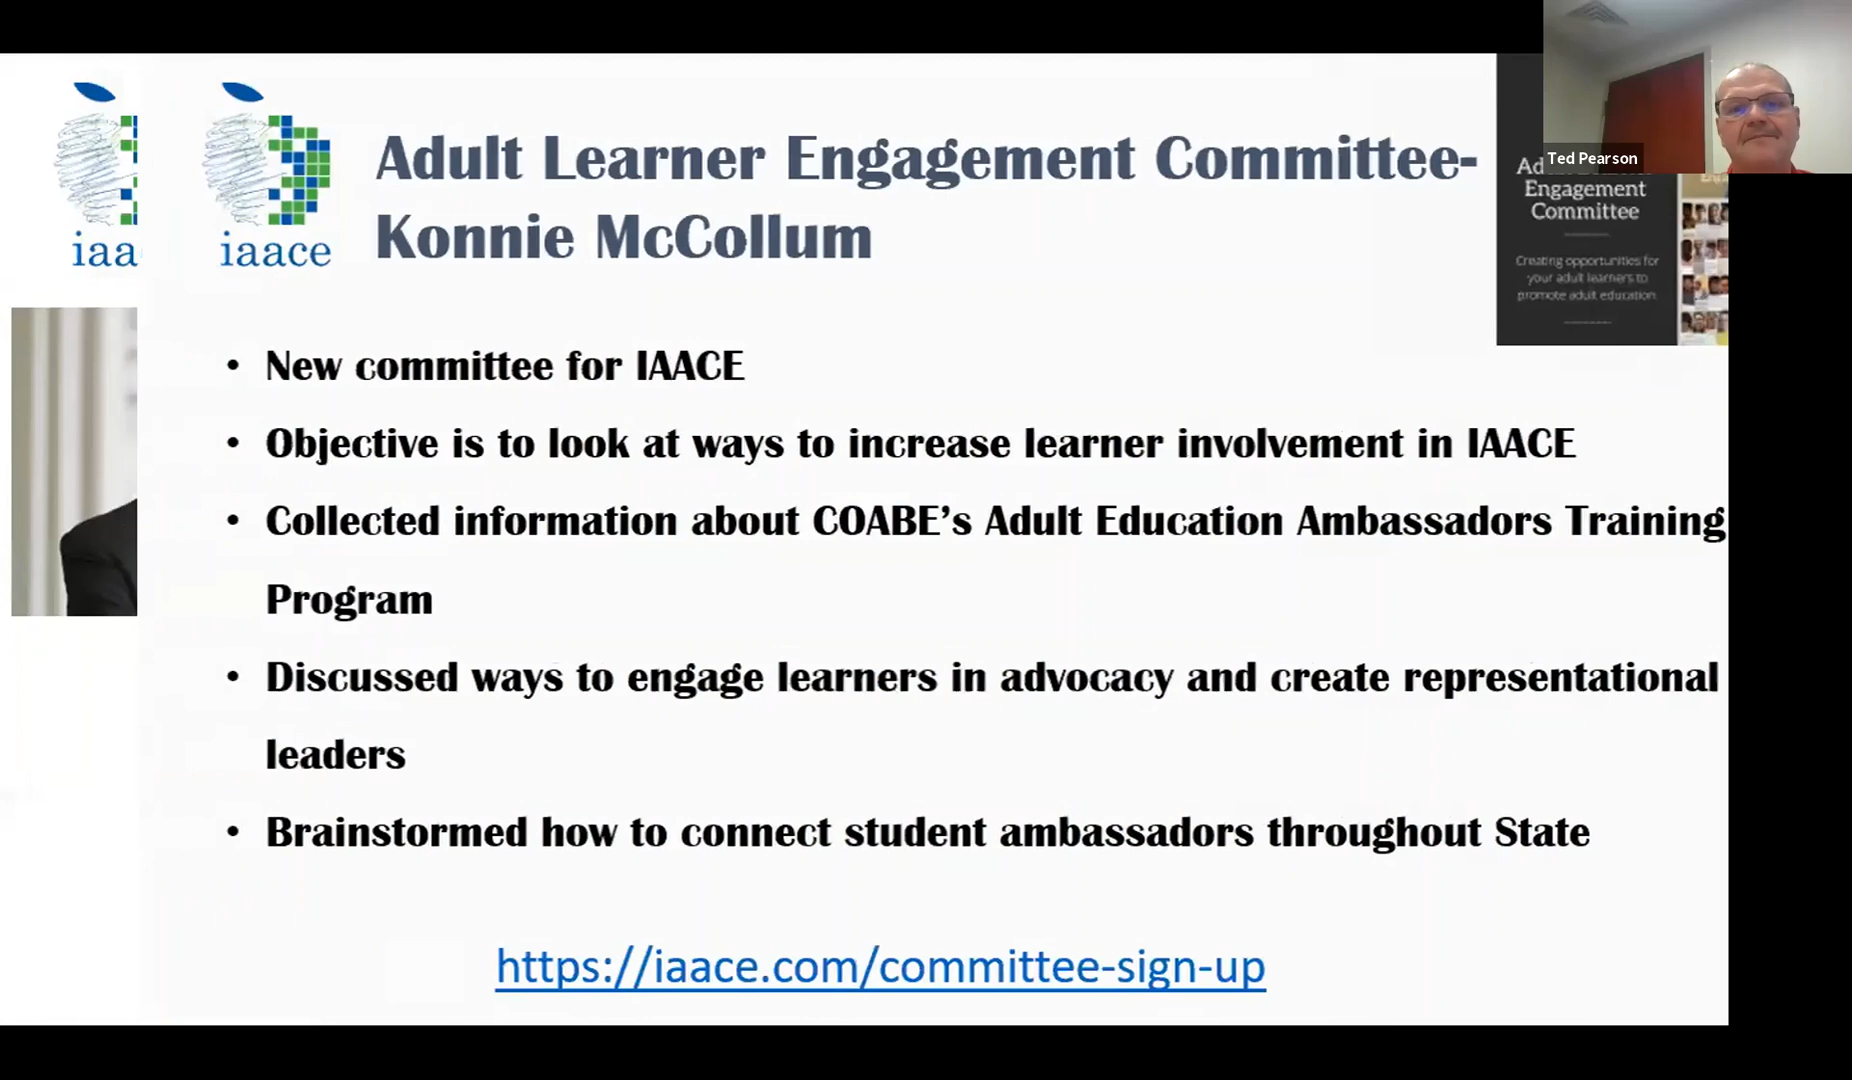 iaa
iaace
Adult Learner Engagement Committee-
Konnie McCollum
Ted Pearson
Engagement
Committee
Creating opportunities for
your adult learners to
promote adult education.
• New committee for IAACE
• Objective is to look at ways to increase learner involvement in IAACE
• Collected information about COABE’s Adult Education Ambassadors Training
Program
• Discussed ways to engage learners in advocacy and create representational
leaders
• Brainstormed how to connect student ambassadors throughout State
https://iaace.com/committee-sign-up